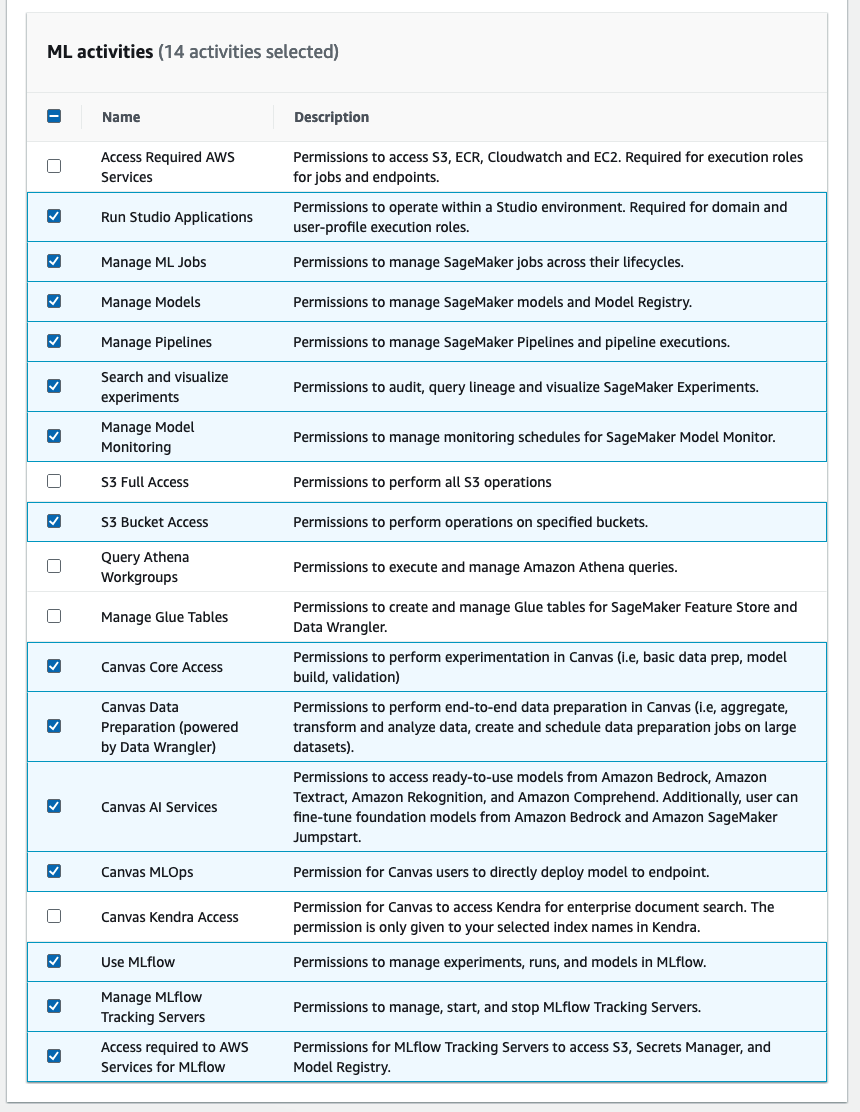 ML activities (14 activities selected)
Name Description
Access Required AWS
Services
Permissions to access S3, ECR, Cloudwatch and EC2. Required for execution roles
for jobs and endpoints.
Run Studio Applications
Permissions to operate within a Studio environment. Required for domain and
user-profile execution roles.
Manage ML Jobs
Permissions to manage SageMaker jobs across their lifecycles.
Manage Models
Permissions to manage SageMaker models and Model Registry.
Manage Pipelines
Permissions to manage SageMaker Pipelines and pipeline executions.
Search and visualize
experiments
Permissions to audit, query lineage and visualize SageMaker Experiments.
Manage Model
Monitoring
Permissions to manage monitoring schedules for SageMaker Model Monitor.
S3 Full Access
Permissions to perform all S3 operations
S3 Bucket Access
Permissions to perform operations on specified buckets.
Query Athena
Workgroups
Permissions to execute and manage Amazon Athena queries.
Manage Glue Tables
Permissions to create and manage Glue tables for SageMaker Feature Store and
Data Wrangler.
Canvas Core Access
Permissions to perform experimentation in Canvas (i.e, basic data prep, model
build, validation)
Canvas Data
Preparation (powered
by Data Wrangler)
Permissions to perform end-to-end data preparation in Canvas (i.e, aggregate,
transform and analyze data, create and schedule data preparation jobs on large
datasets).
Canvas AI Services
Permissions to access ready-to-use models from Amazon Bedrock, Amazon
Textract, Amazon Rekognition, and Amazon Comprehend. Additionally, user can
fine-tune foundation models from Amazon Bedrock and Amazon SageMaker
Jumpstart.
Canvas MLOps
Permission for Canvas users to directly deploy model to endpoint.
Canvas Kendra Access
Permission for Canvas to access Kendra for enterprise document search. The
permission is only given to your selected index names in Kendra.
Use MLflow
Permissions to manage experiments, runs, and models in MLflow.
Manage MLflow
Tracking Servers
Permissions to manage, start, and stop MLflow Tracking Servers.
Access required to AWS
Services for MLflow
Permissions for MLflow Tracking Servers to access S3, Secrets Manager, and
Model Registry.